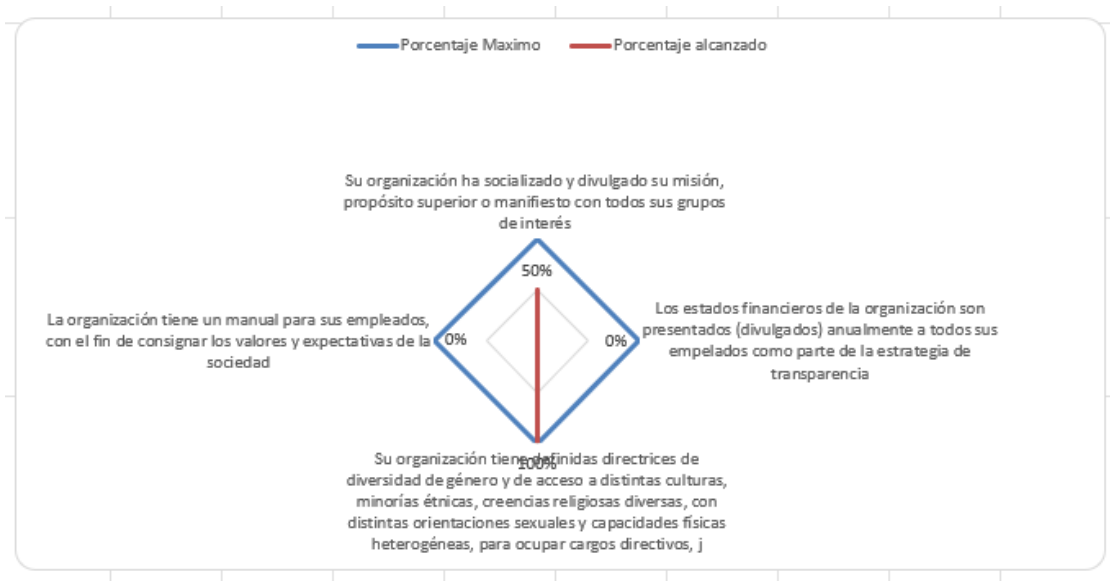 Porcentaje Maximo
Porcentaje alcanzado
Su organización ha socializado y divulgado su misión,
propósito superior o manifiesto con todos sus grupos
de interés
50%
Los estados financieros de la organización son
presentados (divulgados) anualmente a todos sus
empelados como parte de la estrategia de
transparencia
0%
La organización tiene un manual para sus empleados,
con el fin de consignar los valores y expectativas de la
sociedad
0%
100%
Su organización tiene definidas directrices de
diversidad de género y de acceso a distintas culturas,
minorías étnicas, creencias religiosas diversas, con
distintas orientaciones sexuales y capacidades físicas
heterogéneas, para ocupar cargos directivos, j